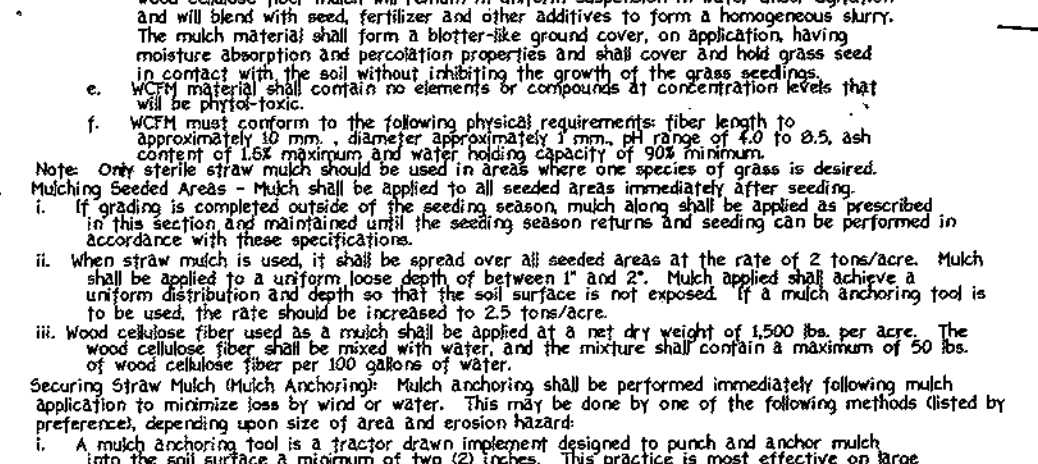 wood cellulose fiber mulch will remain in uniform suspension in water under agitation
and will blend with seed, fertilizer and other additives to form a homogeneous slurry.
The mulch material shall form a blotter-like ground cover, on application, having
moisture absorption and percolation properties and shall cover and hold grass seed
in contact with the soil without inhibiting the growth of the grass seedlings.
e. WCFM material shall contain no elements or compounds at concentration levels that
will be phytol-toxic.
f. WCFM must conform to the following physical requirements: fiber length to
approximately 10 mm. , diameter approximately 1 mm., pH range of 4.0 to 8.5, ash
content of 1.6% maximum and water holding capacity of 90% minimum.
Note: Only sterile straw mulch should be used in areas where one species of grass is desired.
Mulching Seeded Areas - Mulch shall be applied to all seeded areas immediately after seeding.
i. If grading is completed outside of the seeding season, mulch along shall be applied as prescribed
in this section and maintained until the seeding season returns and seeding can be performed in
accordance with these specifications.
ii. When straw mulch is used, it shall be spread over all seeded areas at the rate of 2 tons/acre. Mulch
shall be applied to a uniform loose depth of between 1" and 2". Mulch applied shall achieve a
uniform distribution and depth so that the soil surface is not exposed. If a mulch anchoring tool is
to be used, the rate should be increased to 2.5 tons/acre.
iii. Wood cellulose fiber used as a mulch shall be applied at a net dry weight of 1,500 lbs. per acre. The
wood cellulose fiber shall be mixed with water, and the mixture shall contain a maximum of 50 lbs.
of wood cellulose fiber per 100 gallons of water.
Securing Straw Mulch (Mulch Anchoring): Mulch anchoring shall be performed immediately following mulch
application to minimize loss by wind or water. This may be done by one of the following methods (listed by
preference), depending upon size of area and erosion hazard:
i. A mulch anchoring tool is a tractor drawn implement designed to punch and anchor mulch
into the soil surface a minimum of two (2) inches. This practice is most effective on large